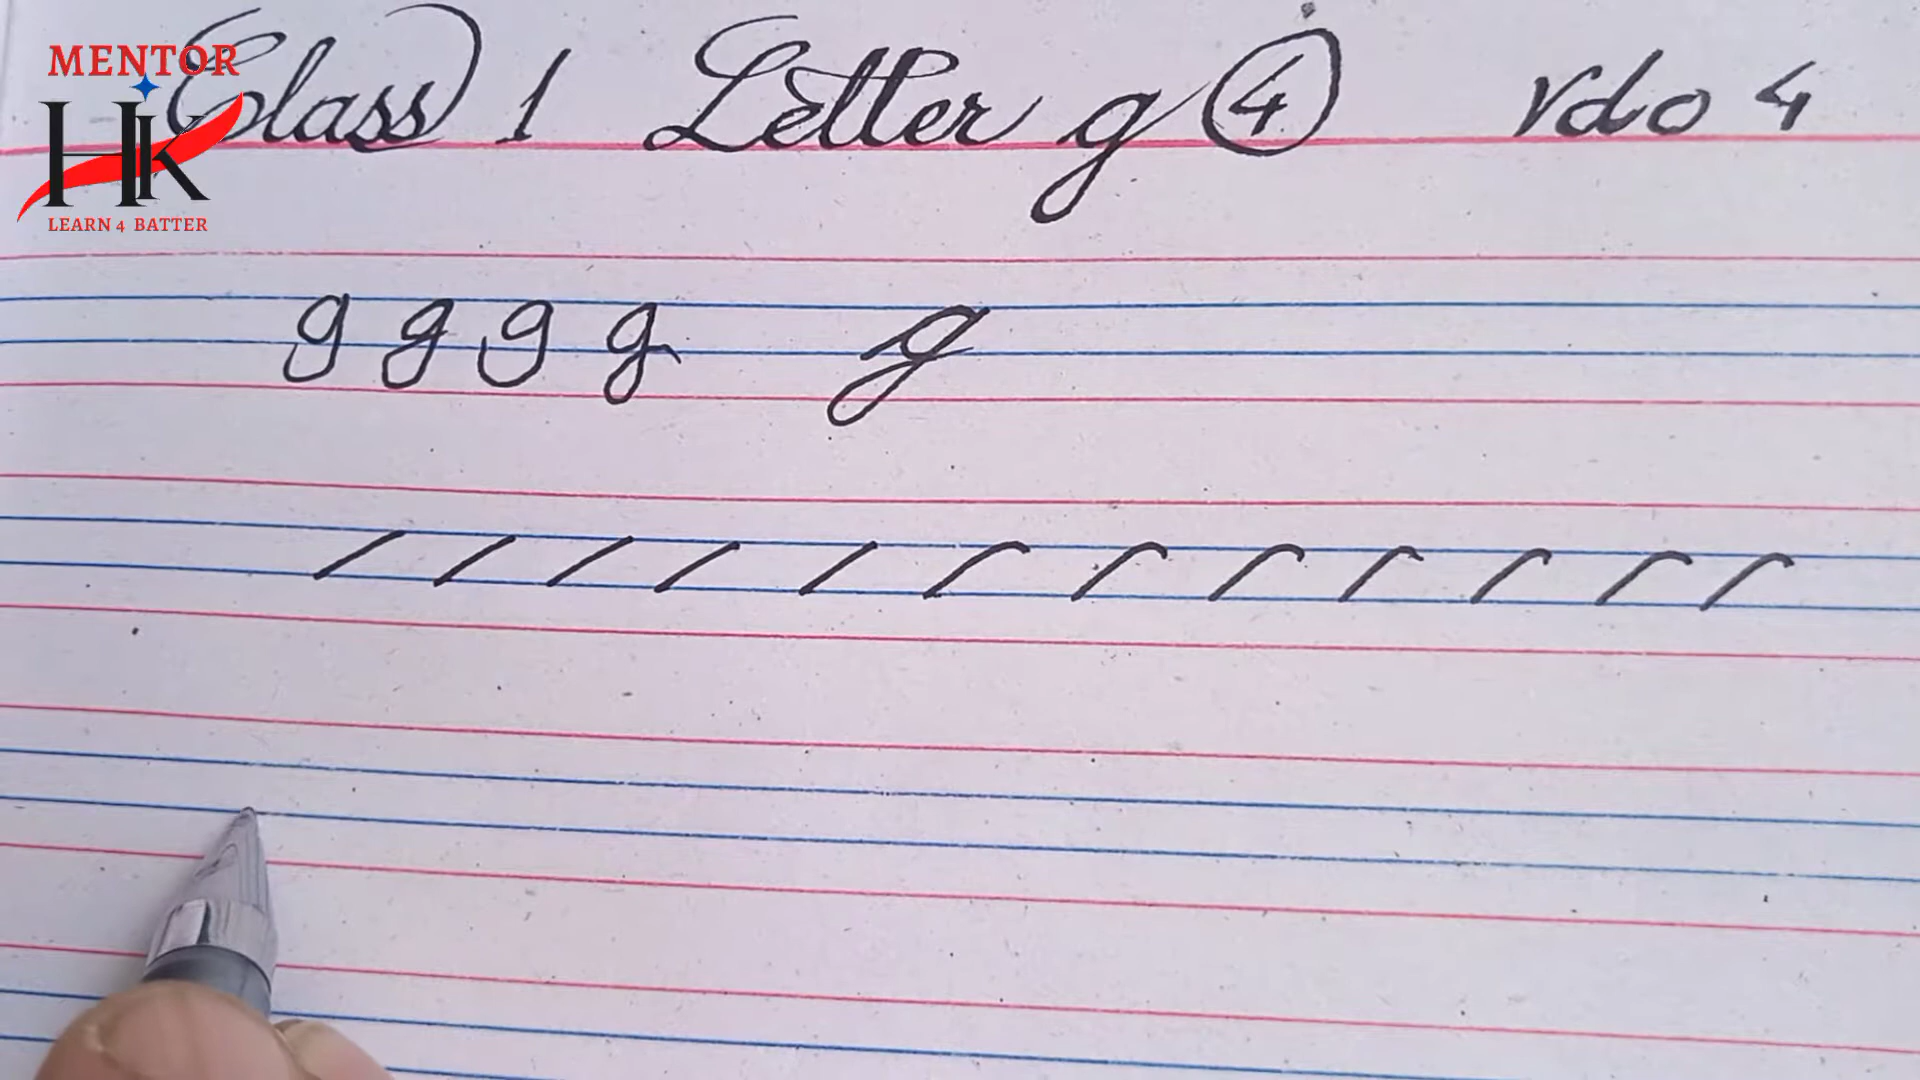 MENTOR
HK
LEARN 4 BATTER
Class 1 Letter g 4 vdo 4
g g g g g